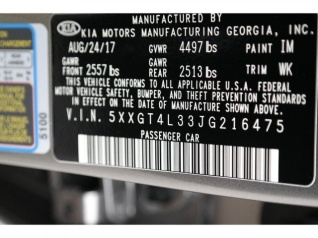 MANUFACTURED BY
KIA KIA MOTORS MANUFACTURING GEORGIA, INC.
AUG/24/17 GVWR 4497 lbs PAINT IM
GAWR GAWR
FRONT 2557 lbs REAR 2513 lbs TRIM WK
THIS VEHICLE CONFORMS TO ALL APPLICABLE U.S.A. FEDERAL
MOTOR VEHICLE SAFETY, BUMPER, AND THEFT PREVENTION STANDARDS
IN EFFECT ON THE DATE OF MANUFACTURE SHOWN ABOVE.
V.I.N. 5XXGT4L33JG216475
PASSENGER CAR
5100